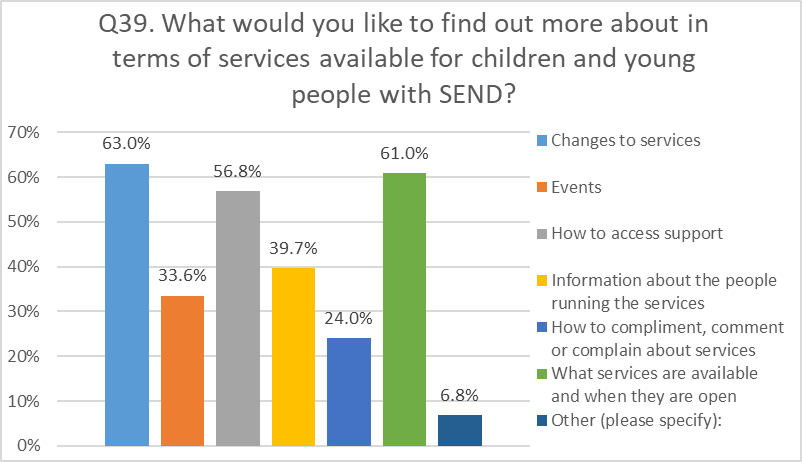 Q39. What would you like to find out more about in
terms of services available for children and young
people with SEND?
70%
60%
50%
40%
30%
20%
10%
0%
63.0%
33.6%
56.8%
39.7%
24.0%
61.0%
6.8%
Changes to services
Events
How to access support
Information about the people
running the services
How to compliment, comment
or complain about services
What services are available
and when they are open
Other (please specify):